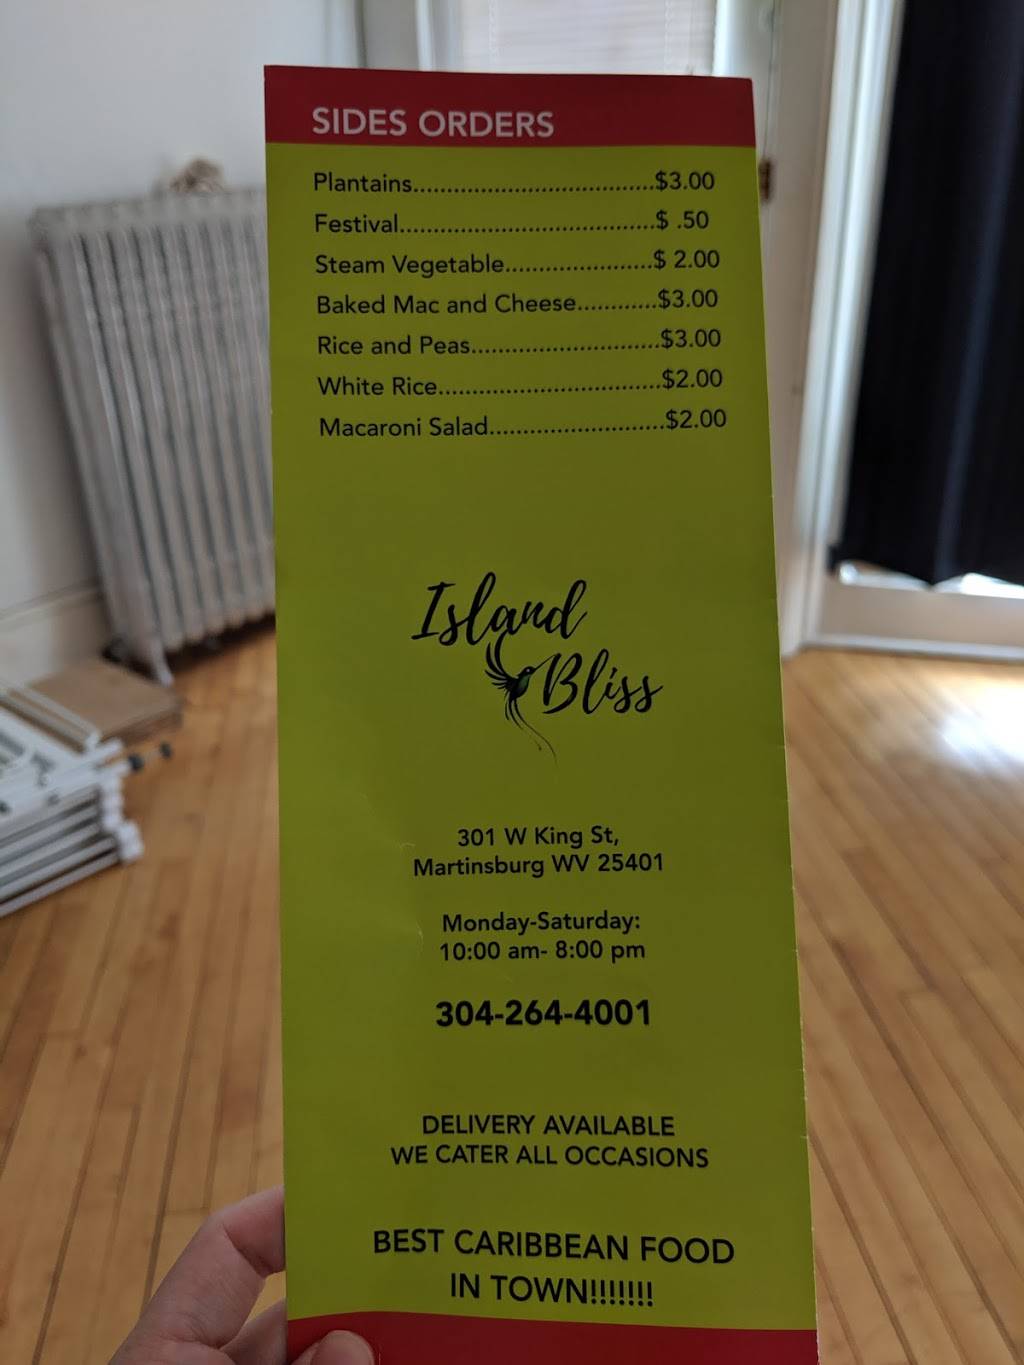 SIDES ORDERS
Plantains....................................$3.00
Festival......................................$ .50
Steam Vegetable......................$ 2.00
Baked Mac and Cheese............$3.00
Rice and Peas............................$3.00
White Rice.................................$2.00
Macaroni Salad..........................$2.00
Island
Bliss
301 W King St,
Martinsburg WV 25401
Monday-Saturday:
10:00 am- 8:00 pm
304-264-4001
DELIVERY AVAILABLE
WE CATER ALL OCCASIONS
BEST CARIBBEAN FOOD
IN TOWN!!!!!!!